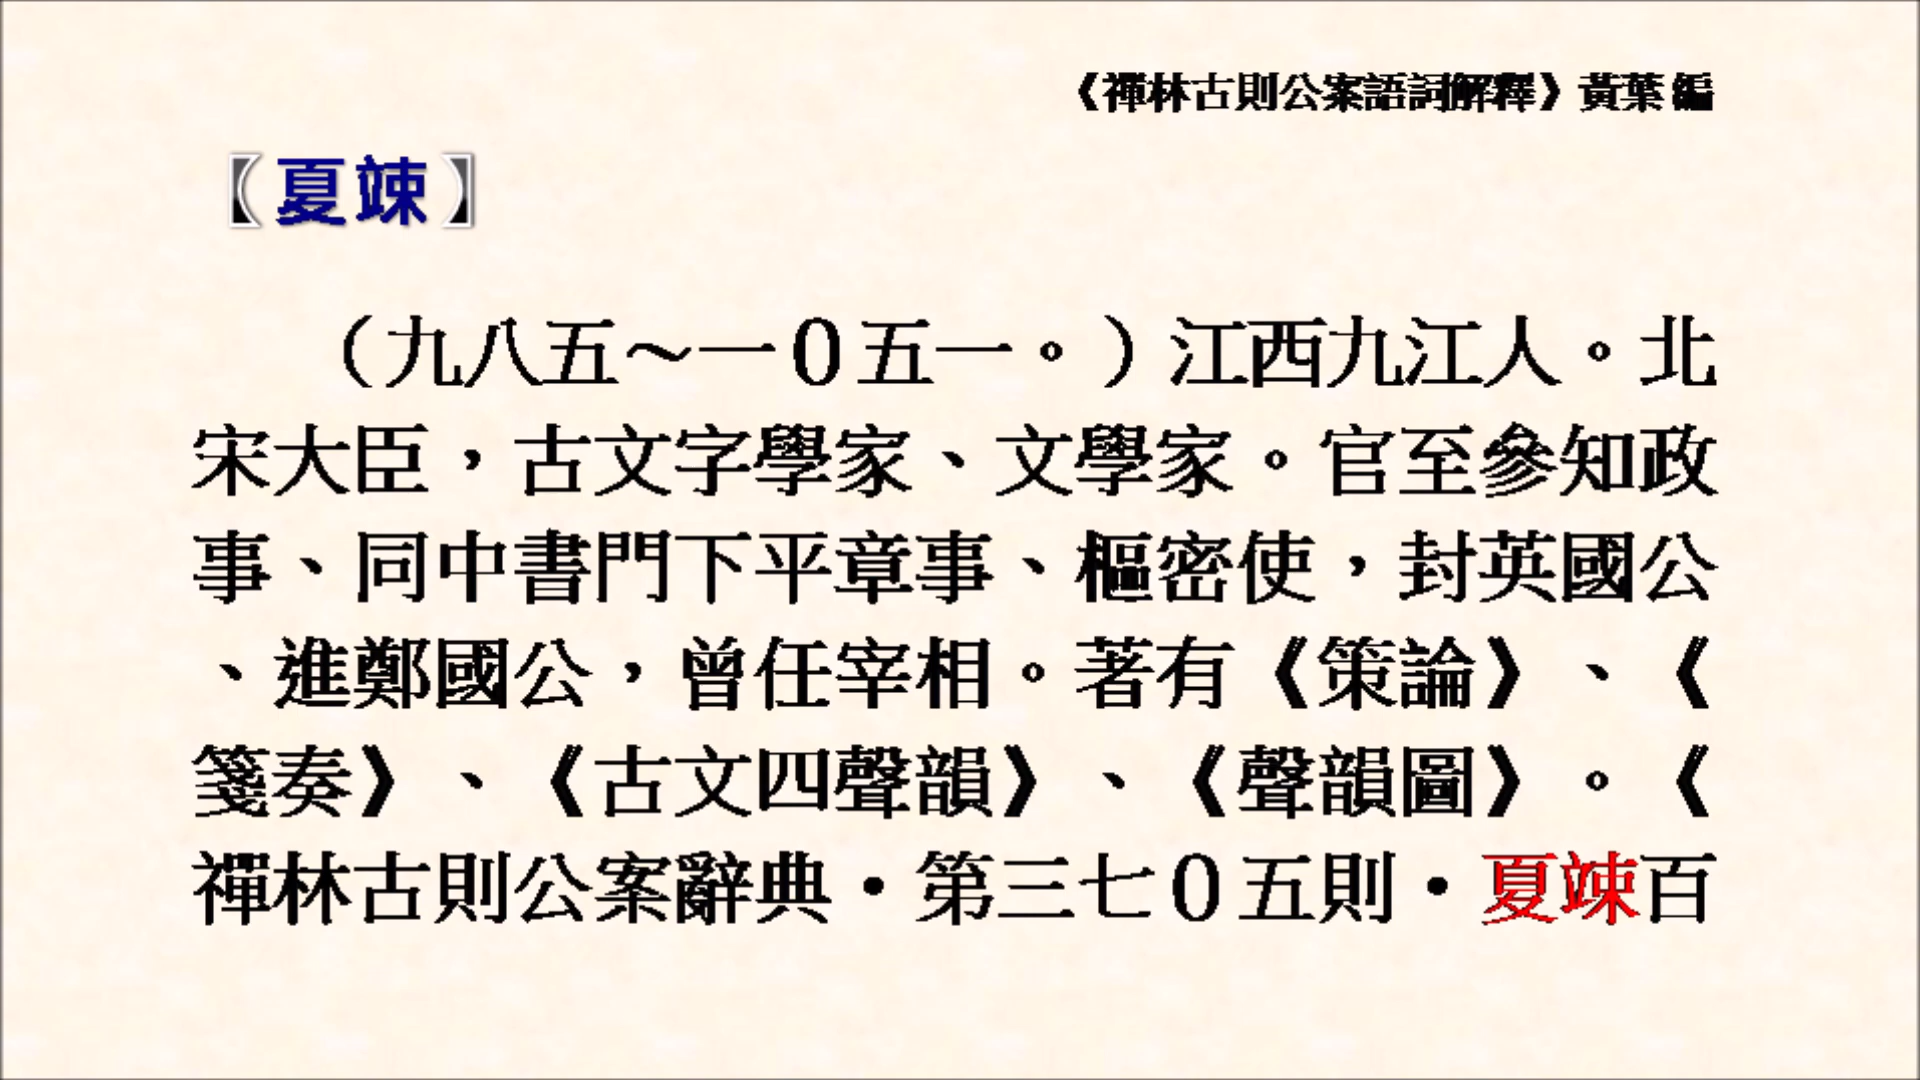 《禪林古則公案語詞解釋》黃葉 編
【夏竦】
（九八五～一０五一。）江西九江人。北
宋大臣，古文字學家、文學家。官至參知政
事、同中書門下平章事、樞密使，封英國公
、進鄭國公，曾任宰相。著有《策論》、《
箋奏》、《古文四聲韻》、《聲韻圖》。《
禪林古則公案辭典·第三七０五則·夏竦百